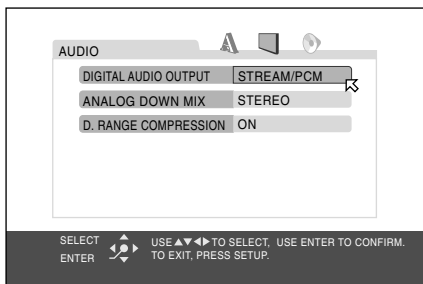 AUDIO
DIGITAL AUDIO OUTPUT STREAM/PCM
ANALOG DOWN MIX STEREO
D. RANGE COMPRESSION ON
SELECT USE ▲▼◀▶ TO SELECT, USE ENTER TO CONFIRM.
ENTER TO EXIT, PRESS SETUP.